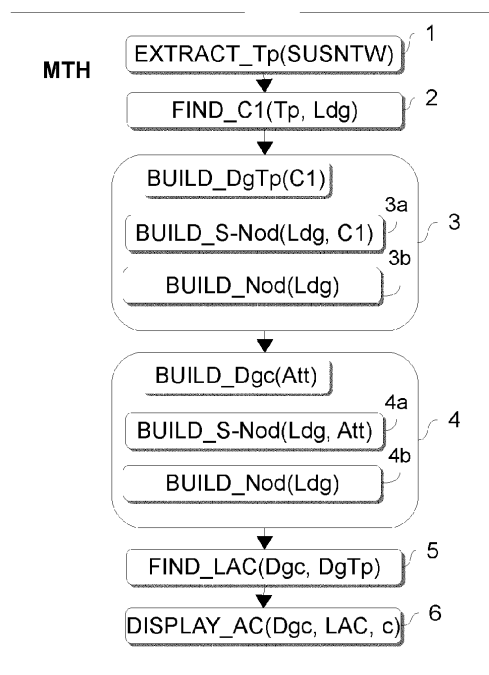 1
EXTRACT_Tp(SUSNTW)
MTH
2
FIND_C1(Tp, Ldg)
BUILD_DgTp(C1)
3a
BUILD_S-Nod(Ldg, C1)
3
3b
BUILD_Nod(Ldg)
BUILD_Dgc(Att)
4a
BUILD_S-Nod(Ldg, Att)
4
4b
BUILD_Nod(Ldg)
5
FIND_LAC(Dgc, DgTp)
6
DISPLAY_AC(Dgc, LAC, c)